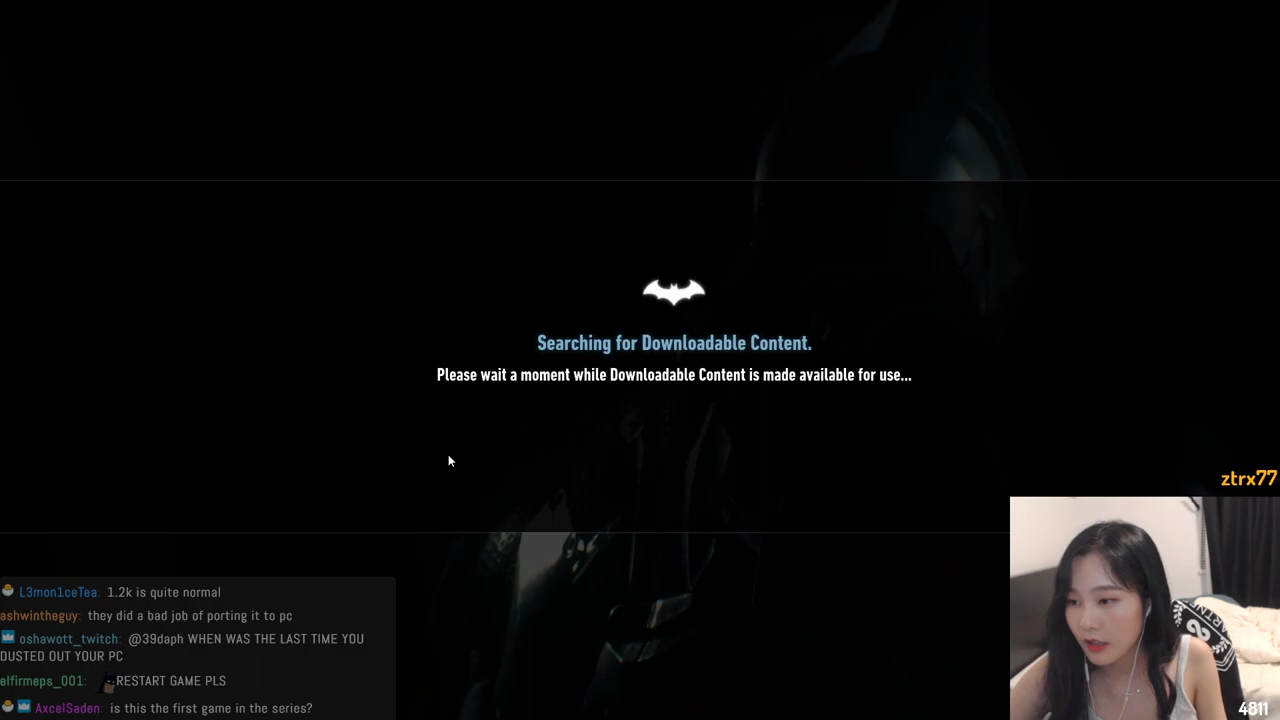 Searching for Downloadable Content.
Please wait a moment while Downloadable Content is made available for use...
ztrx77
L3mon1ceTea: 1.2k is quite normal
ashwintheguy: they did a bad job of porting it to pc
oshawott_twitch: @39daph WHEN WAS THE LAST TIME YOU
DUSTED OUT YOUR PC
elfirmeps_001: RESTART GAME PLS
AxcelSaden: is this the first game in the series?
4811